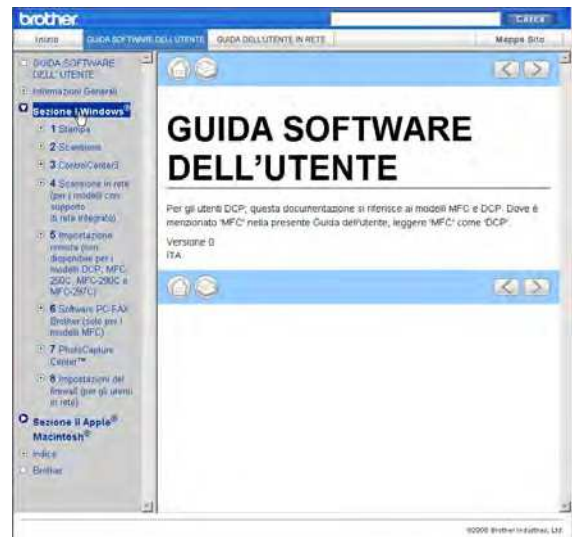 brother
CERCA
Inizio
GUIDA SOFTWARE DELL'UTENTE
GUIDA DELL'UTENTE IN RETE
Mappa Sito
GUIDA SOFTWARE
DELL'UTENTE
Informazioni Generali
Sezione I Windows®
1 Stampa
2 Scansione
3 ControlCenter3
4 Scansione in rete
(per i modelli con
supporto
di rete integrato)
5 Impostazione
remota (non
disponibile per i
modelli DCP, MFC-
250C, MFC-290C e
MFC-297C)
6 Software PC-FAX
Brother (solo per i
modelli MFC)
7 PhotoCapture
Center™
8 Impostazioni del
firewall (per gli utenti
in rete)
Sezione II Apple®
Macintosh®
Indice
Brother
GUIDA SOFTWARE
DELL'UTENTE
Per gli utenti DCP; questa documentazione si riferisce ai modelli MFC e DCP. Dove è
menzionato 'MFC' nella presente Guida dell'utente, leggere 'MFC' come 'DCP'.
Versione 0
ITA
Brother Industries, Ltd.